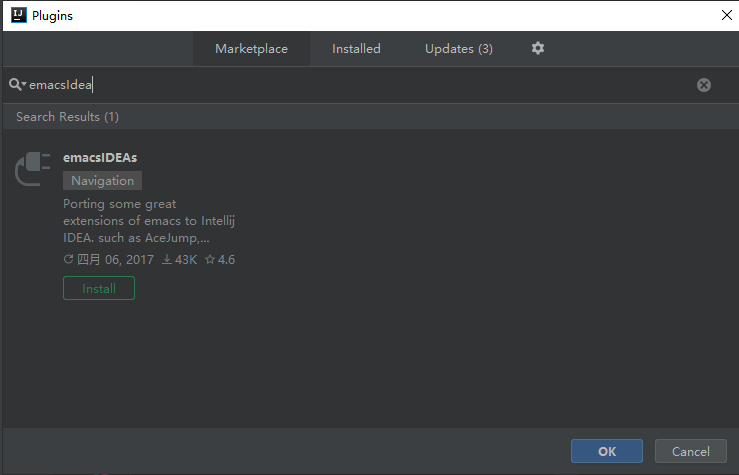 IJ Plugins
Marketplace Installed Updates (3)
emacsIdea
Search Results (1)
emacsIDEAs
Navigation
Porting some great
extensions of emacs to Intellij
IDEA. such as AceJump,...
四月 06, 2017 43K 4.6
Install
OK Cancel